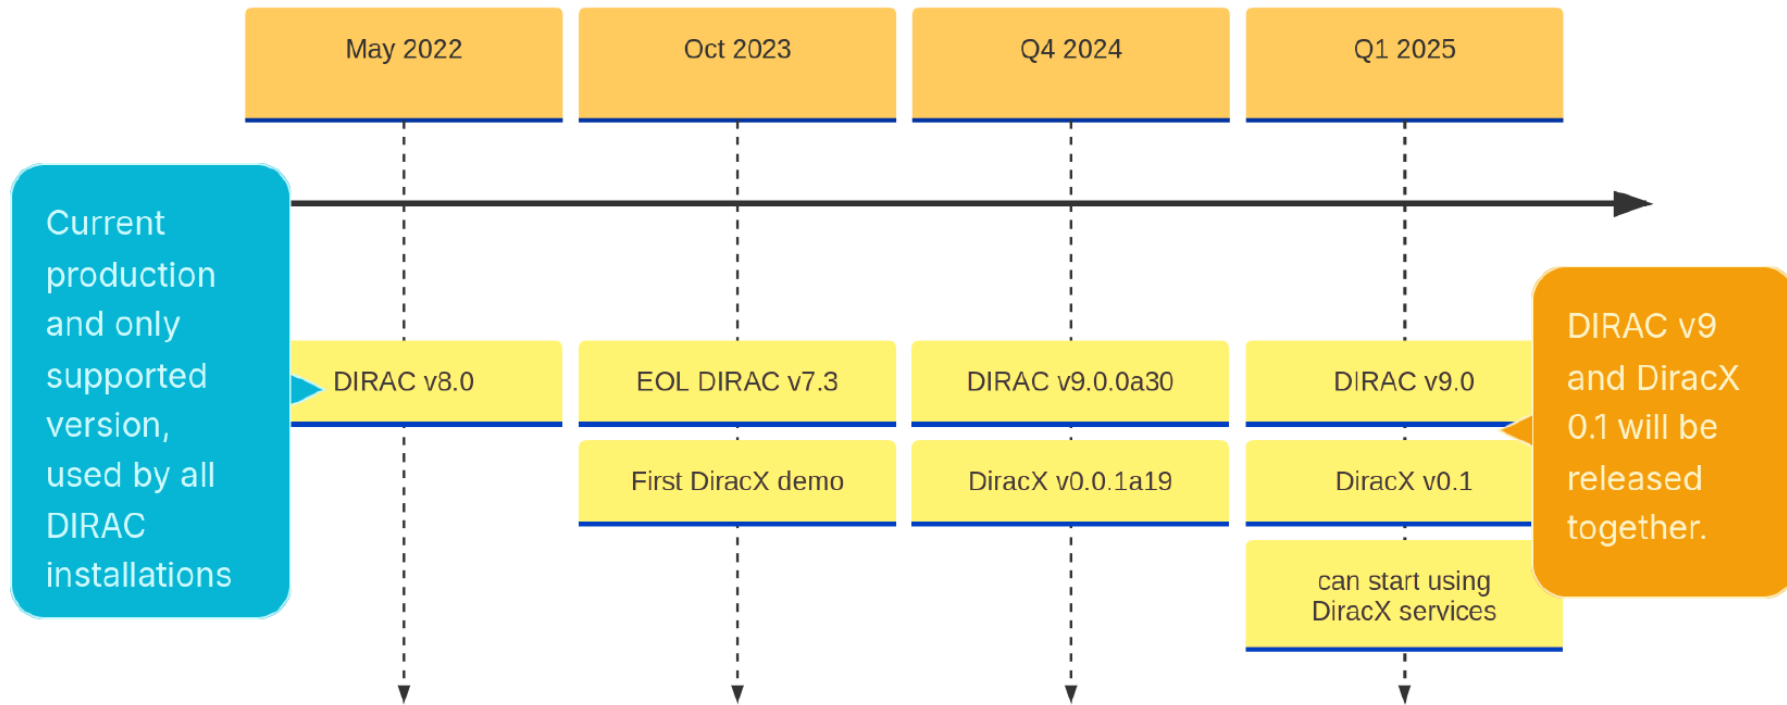 May 2022
Oct 2023
Q4 2024
Q1 2025
Current
production
and only
supported
version,
used by all
DIRAC
installations
DIRAC v8.0
EOL DIRAC v7.3
First DiracX demo
DIRAC v9.0.0a30
DiracX v0.0.1a19
DIRAC v9.0
DiracX v0.1
can start using
DiracX services
DIRAC v9
and DiracX
0.1 will be
released
together.